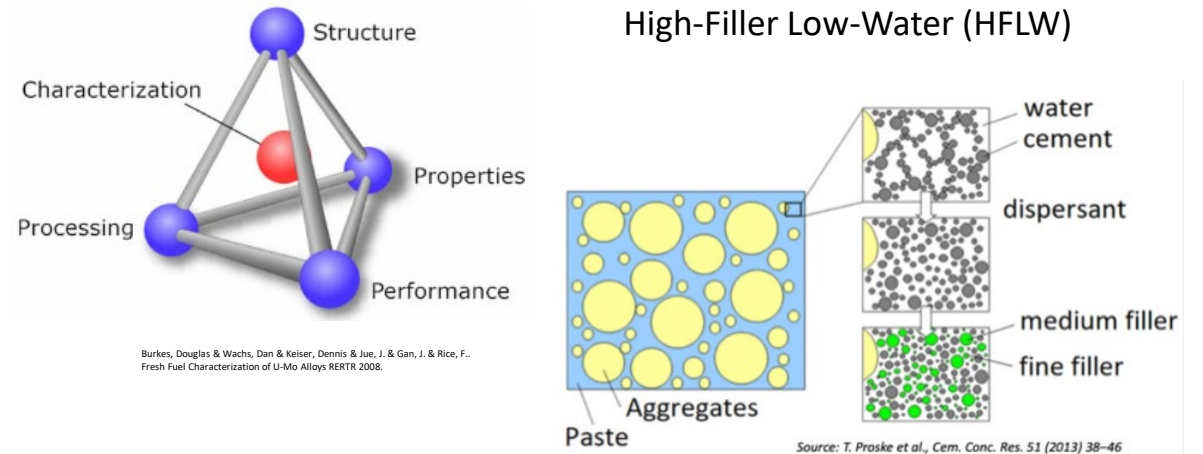 Structure
Characterization
Properties
Processing
Performance
Burkes, Douglas & Wachs, Dan & Keiser, Dennis & Jue, J. & Gan, J. & Rice, F..
Fresh Fuel Characterization of U-Mo Alloys RERTR 2008.
High-Filler Low-Water (HFLW)
water
cement
dispersant
medium filler
fine filler
Aggregates
Paste
Source: T. Proske et al., Cem. Conc. Res. 51 (2013) 38–46